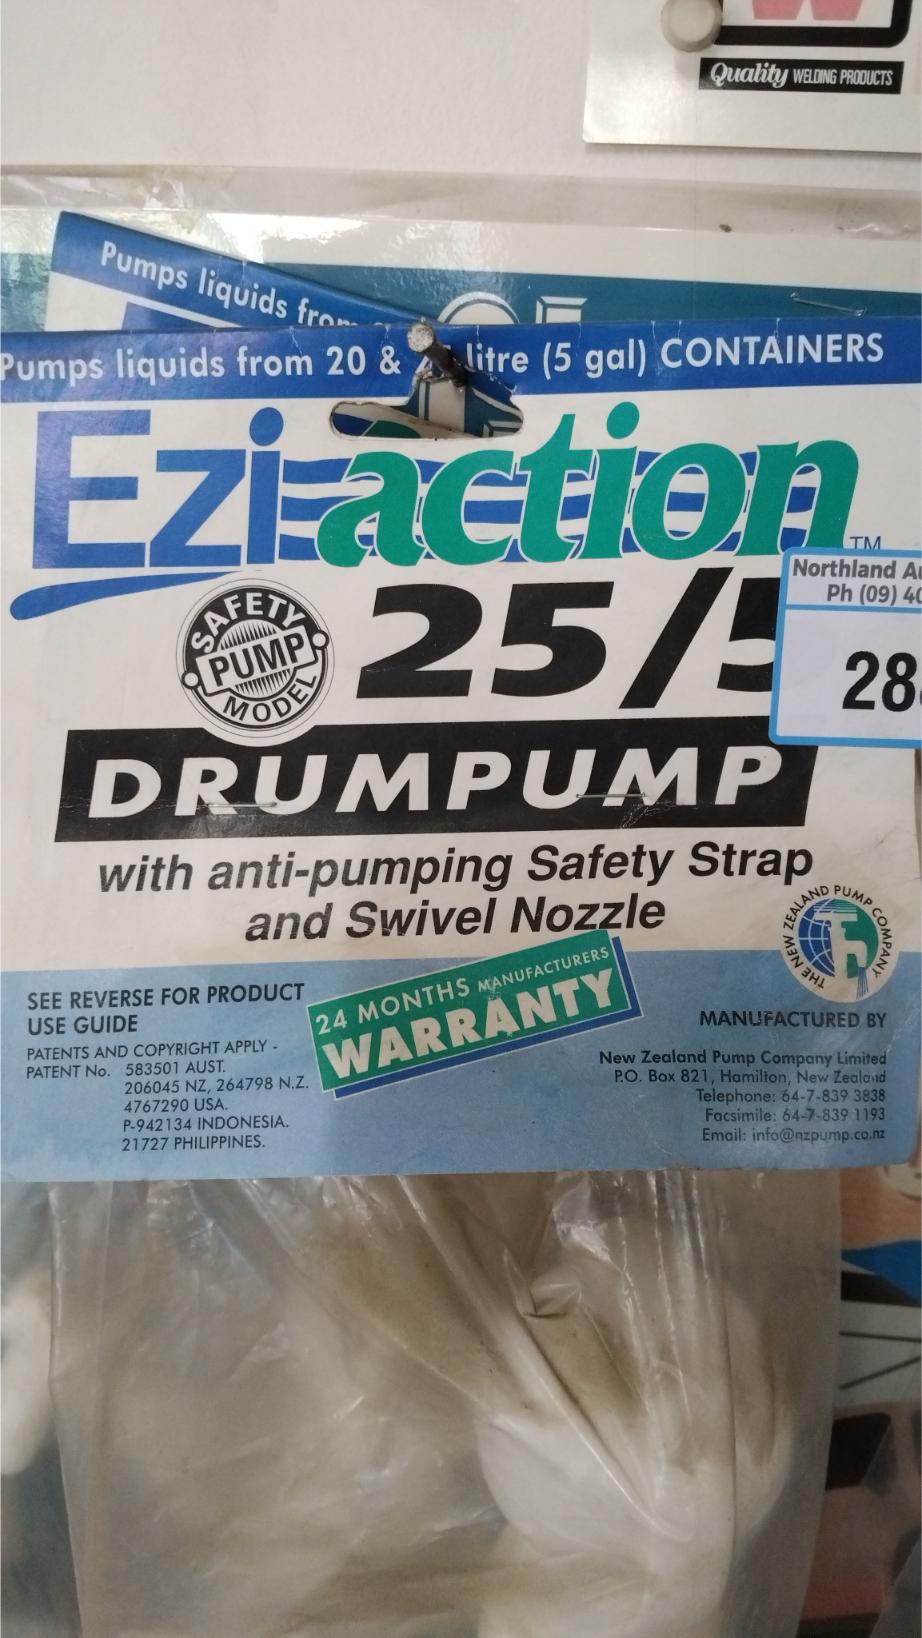 Quality WELDING PRODUCTS
Pumps liquids from
Pumps liquids from 20 & litre (5 gal) CONTAINERS
Eziaction
TM
Northland
Ph (09)
SAFETY
PUMP
MODEL
25/5
28
DRUMPUMP
with anti-pumping Safety Strap
and Swivel Nozzle
THE NEW ZEALAND PUMP COMPANY
24 MONTHS MANUFACTURERS
WARRANTY
SEE REVERSE FOR PRODUCT
USE GUIDE
PATENTS AND COPYRIGHT APPLY -
PATENT No. 583501 AUST.
206045 NZ, 264798 N.Z.
4767290 USA.
P-942134 INDONESIA.
21727 PHILIPPINES.
MANUFACTURED BY
New Zealand Pump Company Limited
P.O. Box 821, Hamilton, New Zealand
Telephone: 64-7-839 3838
Facsimile: 64-7-839 1193
Email: info@nzpump.co.nz